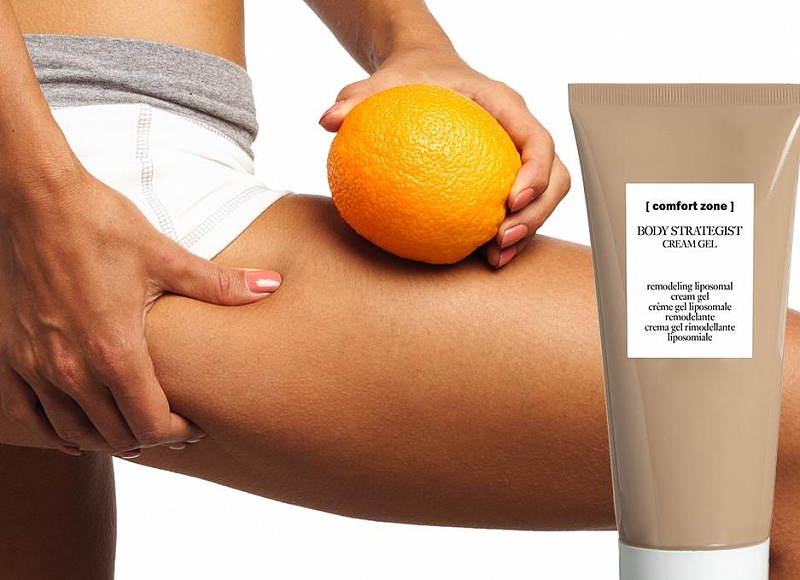 [ comfort zone ]
BODY STRATEGIST
CREAM GEL
remodeling liposomal
cream gel
crème gel liposomale
remodelante
crema gel rimodellante
liposomiale